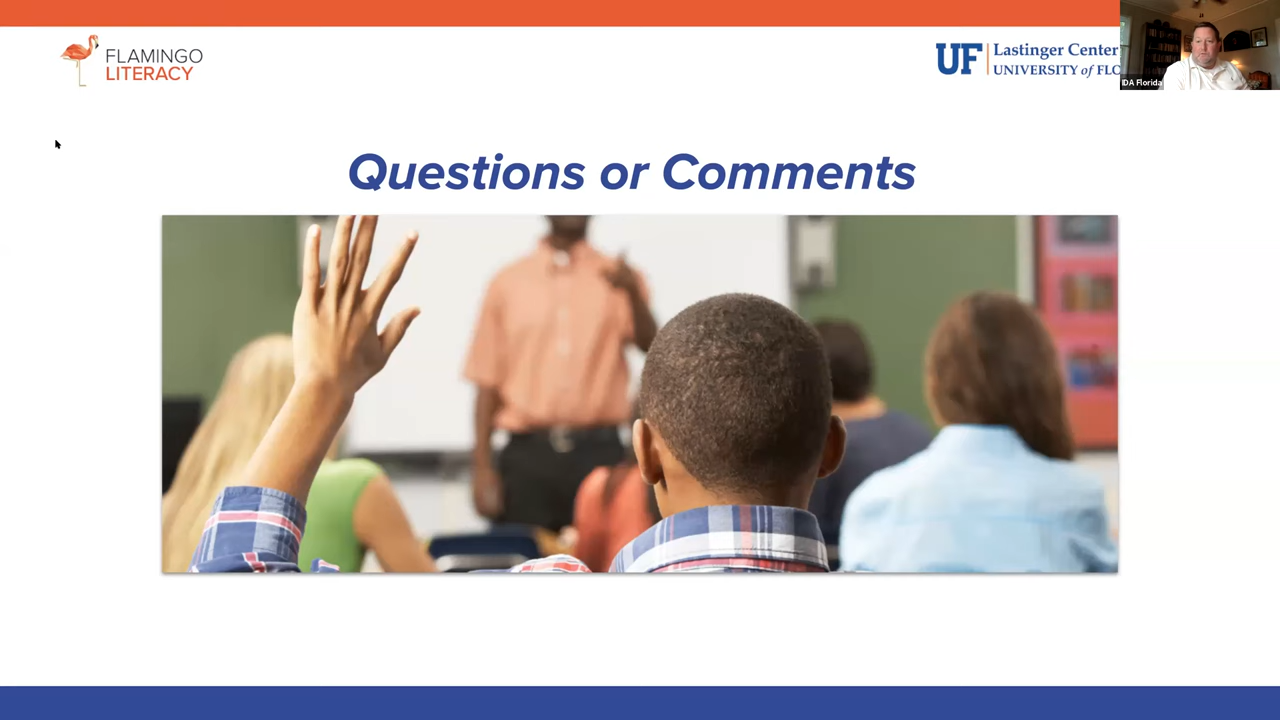 FLAMINGO
LITERACY
UF
Lastinger Center
UNIVERSITY of FLO
IDA Florida
Questions or Comments